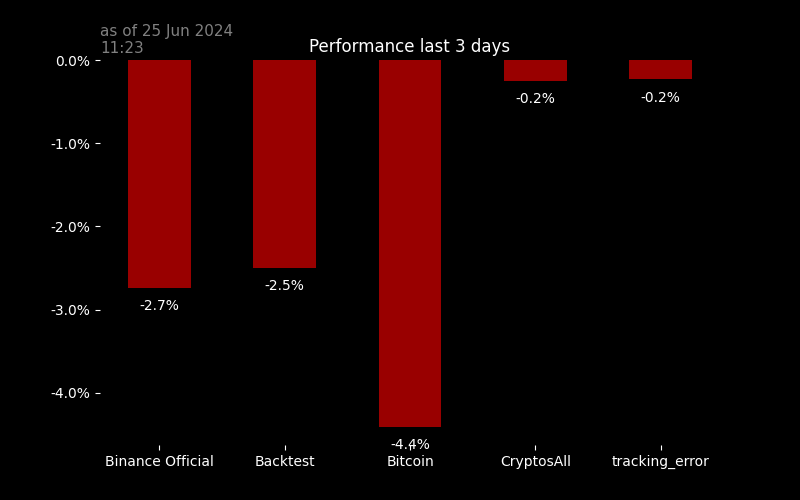 as of 25 Jun 2024
11:23
Performance last 3 days
0.0%
-1.0%
-2.0%
-3.0%
-4.0%
-2.7%
-2.5%
-4.4%
-0.2%
-0.2%
Binance Official
Backtest
Bitcoin
CryptosAll
tracking_error